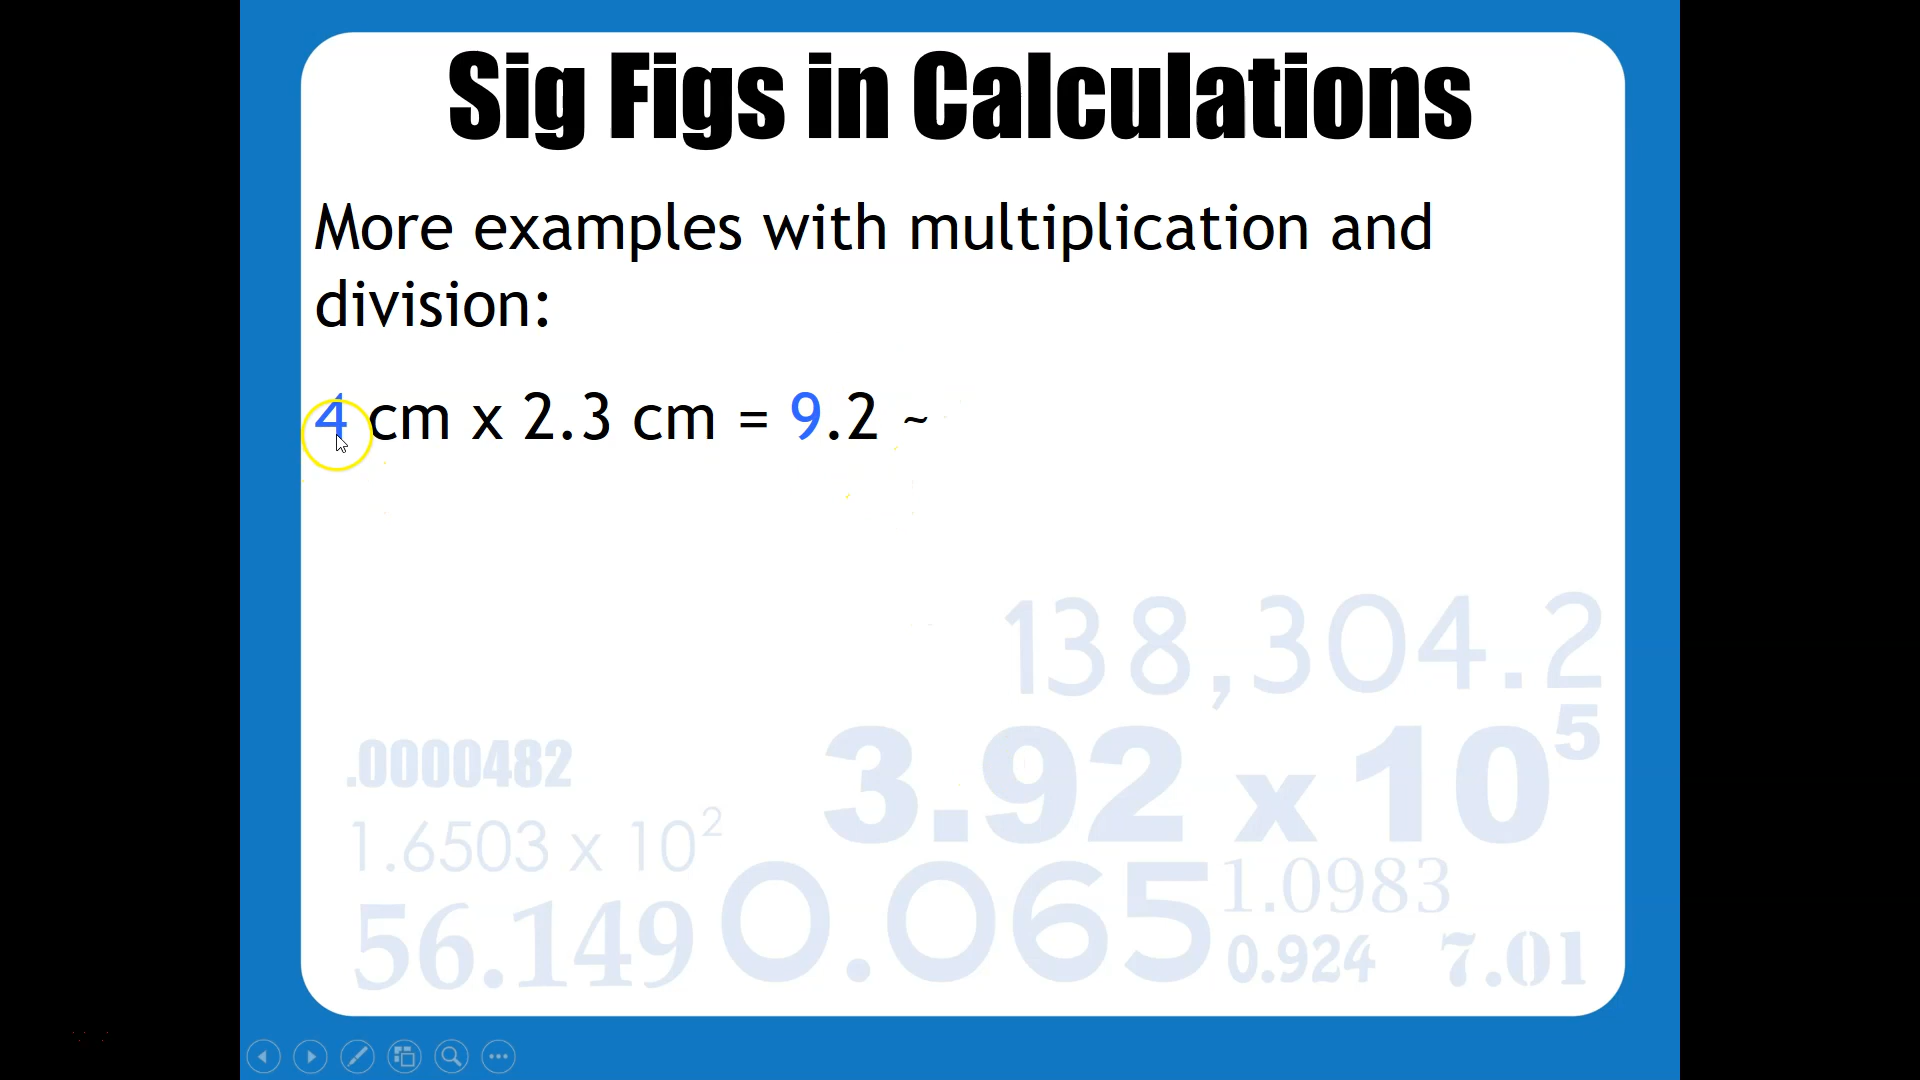 Sig Figs in Calculations
More examples with multiplication and
division:
4 cm x 2.3 cm = 9.2 ~
138,304.2
.0000482
3.92 x 10⁵
1.6503 x 10²
56.149
0.065
1.0983
0.924
7.01